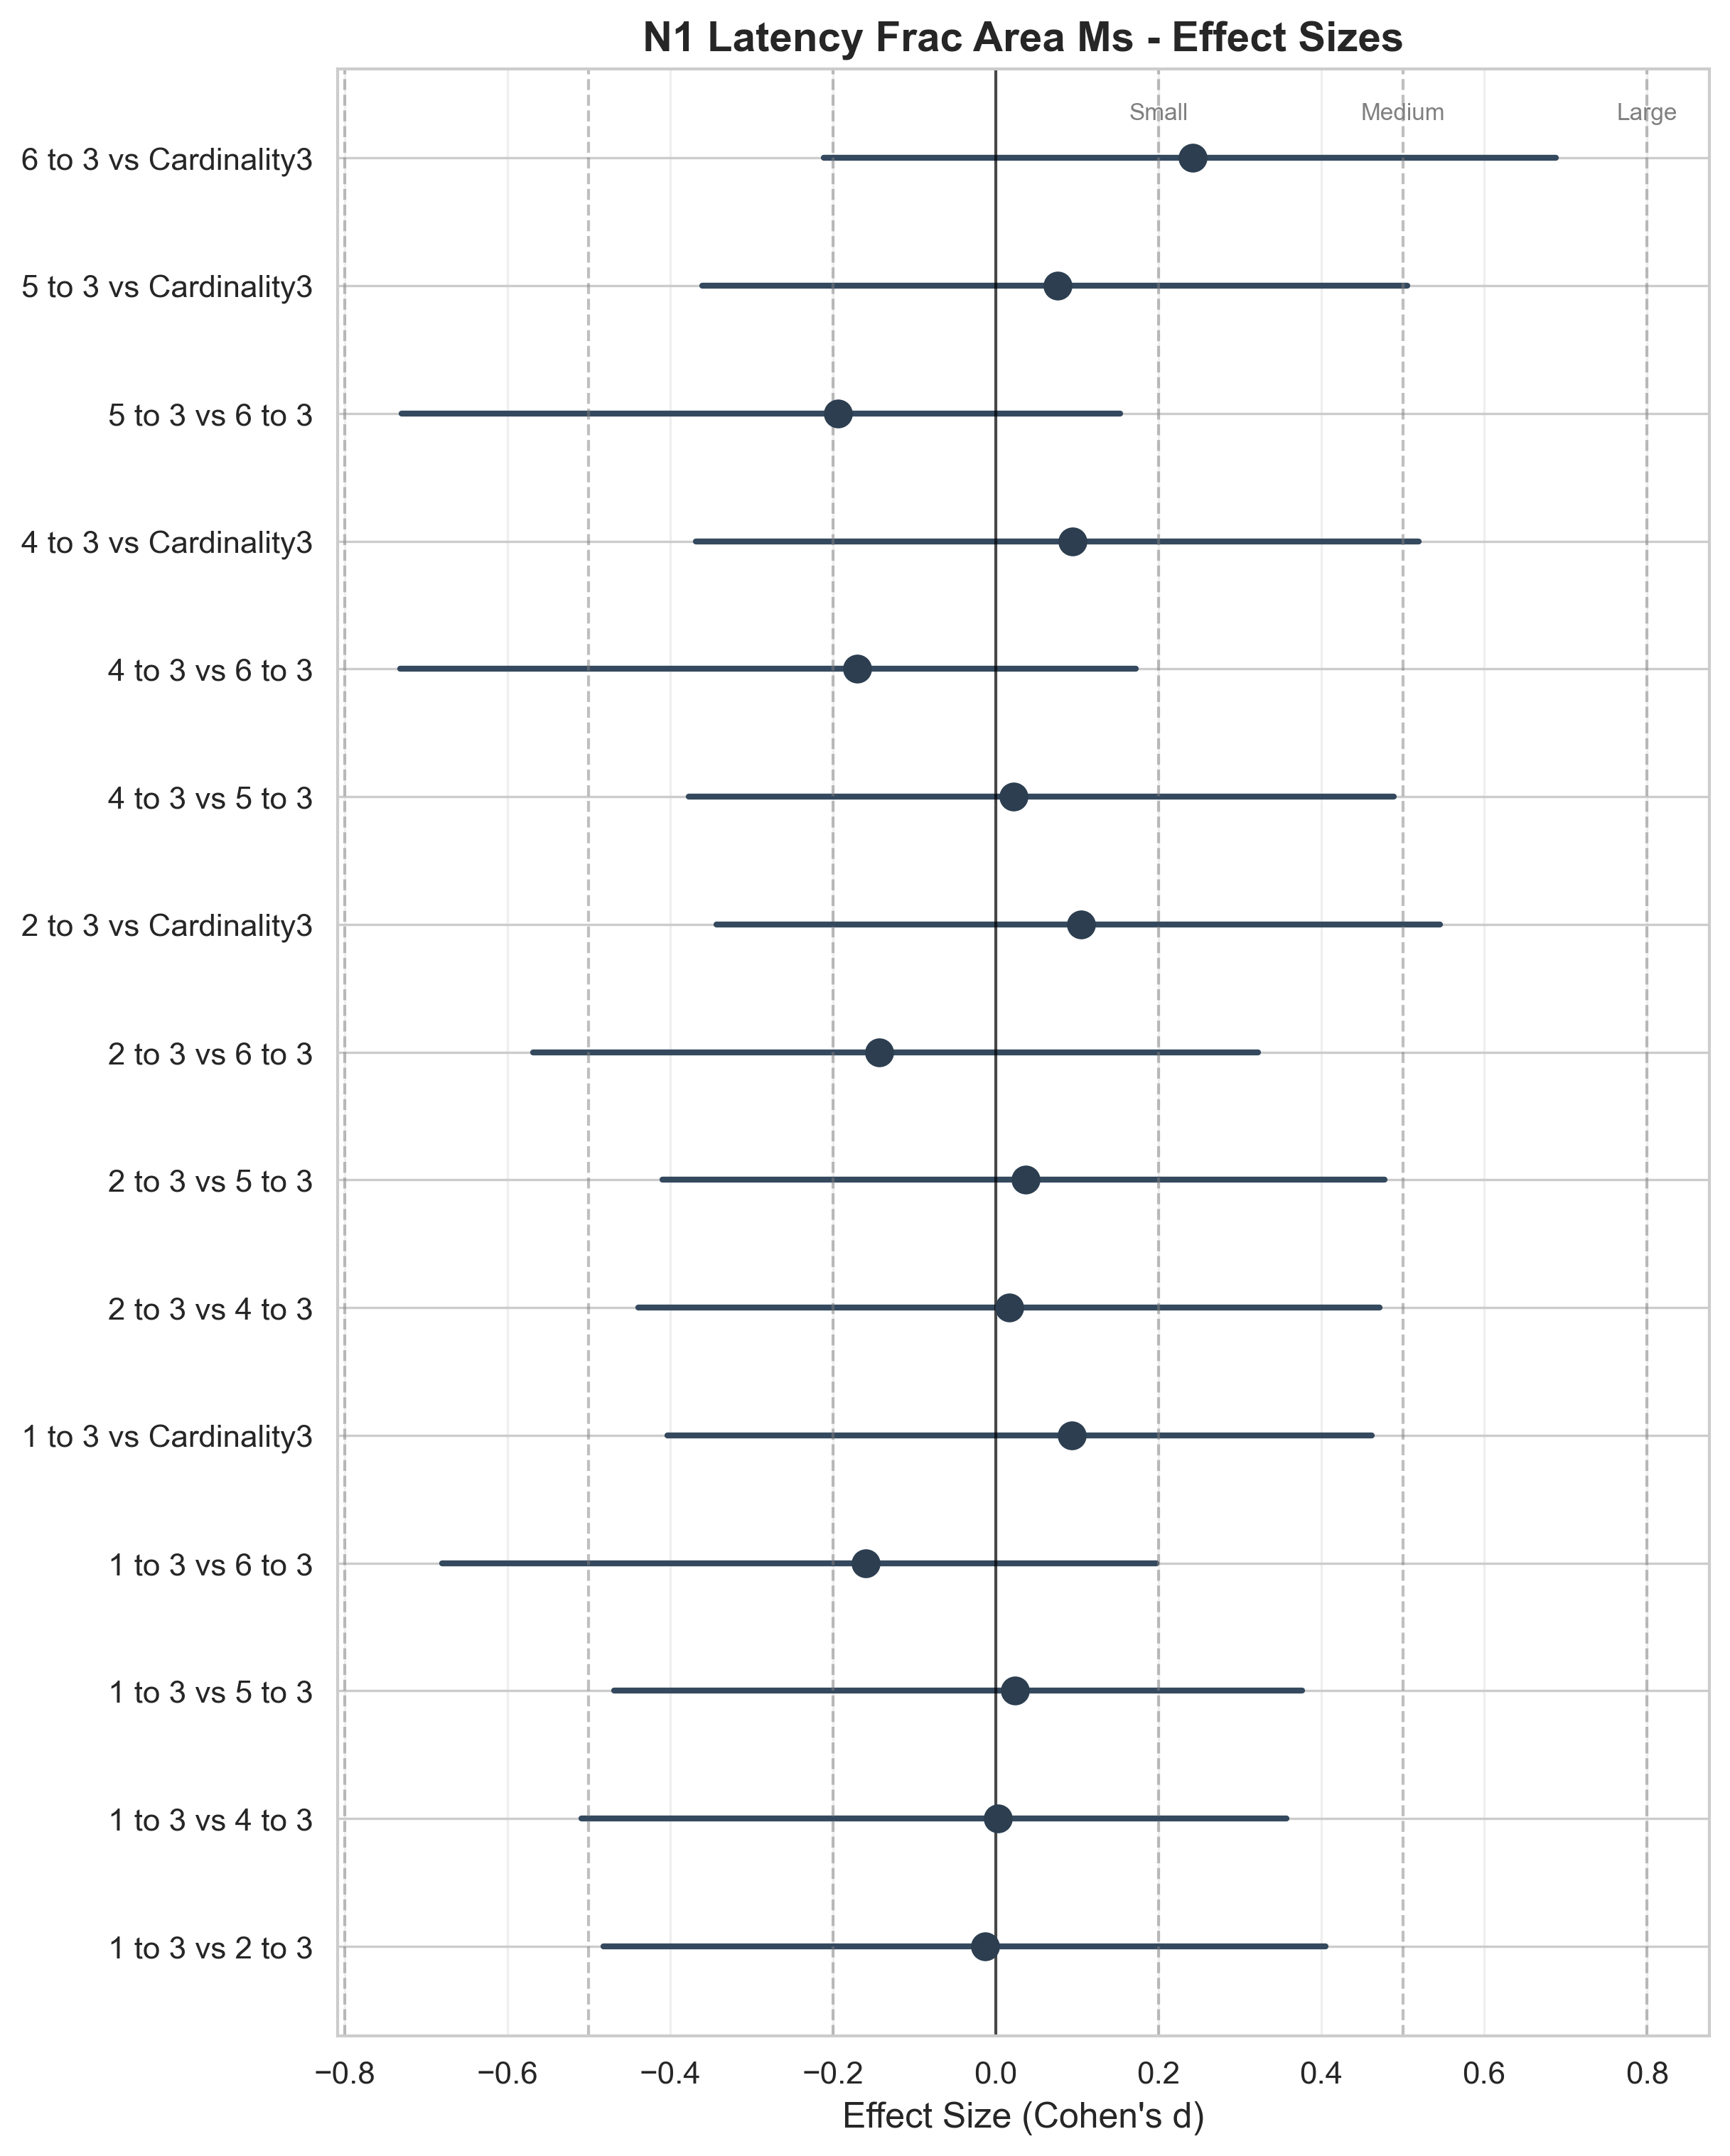 N1 Latency Frac Area Ms - Effect Sizes
Small Medium Large
6 to 3 vs Cardinality3
5 to 3 vs Cardinality3
5 to 3 vs 6 to 3
4 to 3 vs Cardinality3
4 to 3 vs 6 to 3
4 to 3 vs 5 to 3
2 to 3 vs Cardinality3
2 to 3 vs 6 to 3
2 to 3 vs 5 to 3
2 to 3 vs 4 to 3
1 to 3 vs Cardinality3
1 to 3 vs 6 to 3
1 to 3 vs 5 to 3
1 to 3 vs 4 to 3
1 to 3 vs 2 to 3
−0.8 −0.6 −0.4 −0.2 0.0 0.2 0.4 0.6 0.8
Effect Size (Cohen's d)